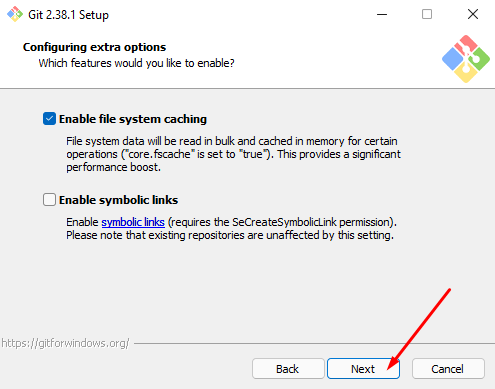 Git 2.38.1 Setup
Configuring extra options
Which features would you like to enable?
Enable file system caching
File system data will be read in bulk and cached in memory for certain
operations ("core.fscache" is set to "true"). This provides a significant
performance boost.
Enable symbolic links
Enable symbolic links (requires the SeCreateSymbolicLink permission).
Please note that existing repositories are unaffected by this setting.
https://gitforwindows.org/
Back Next Cancel